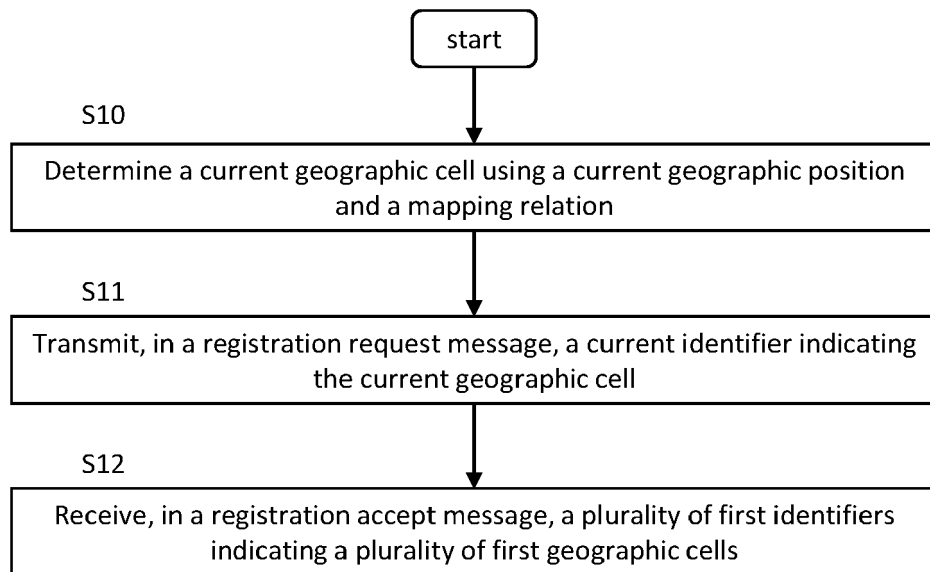 start
S10
Determine a current geographic cell using a current geographic position
and a mapping relation
S11
Transmit, in a registration request message, a current identifier indicating
the current geographic cell
S12
Receive, in a registration accept message, a plurality of first identifiers
indicating a plurality of first geographic cells